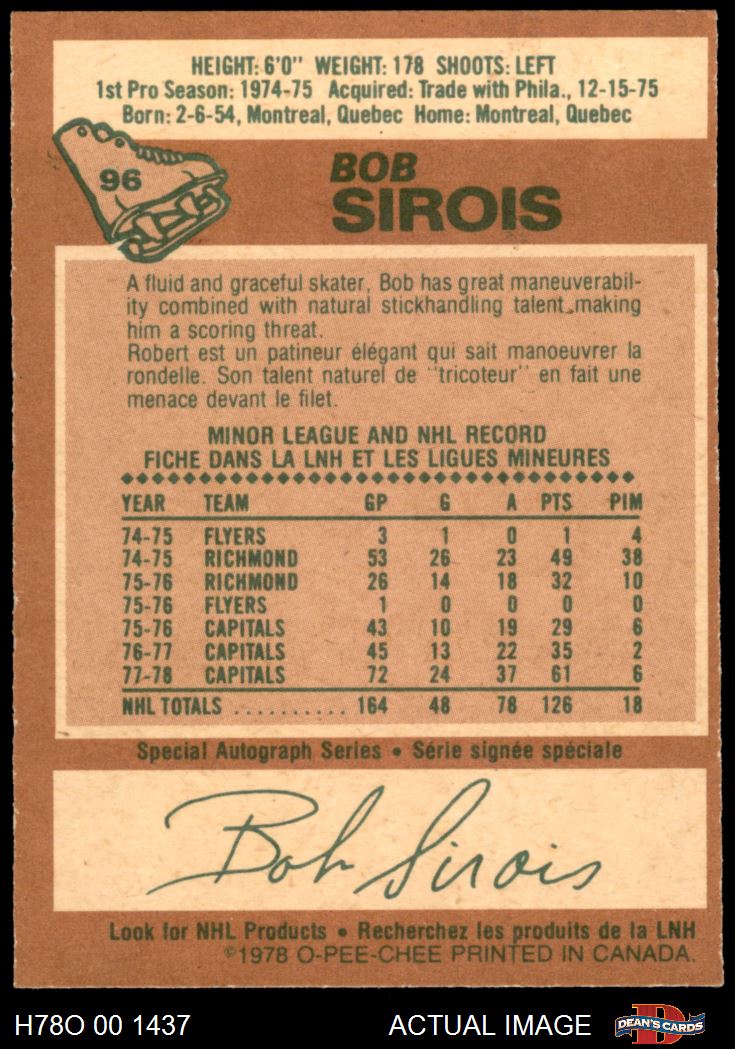 HEIGHT: 6'0" WEIGHT: 178 SHOOTS: LEFT
1st Pro Season: 1974-75 Acquired: Trade with Phila., 12-15-75
Born: 2-6-54, Montreal, Quebec Home: Montreal, Quebec
96
BOB
SIROIS
A fluid and graceful skater, Bob has great maneuverabil-
ity combined with natural stickhandling talent making
him a scoring threat.
Robert est un patineur élégant qui sait manoeuvrer la
rondelle. Son talent naturel de "tricoteur" en fait une
menace devant le filet.
MINOR LEAGUE AND NHL RECORD
FICHE DANS LA LNH ET LES LIGUES MINEURES
YEAR TEAM GP G A PTS PIM
74-75 FLYERS 3 1 0 1 4
74-75 RICHMOND 53 26 23 49 38
75-76 RICHMOND 26 14 18 32 10
75-76 FLYERS 1 0 0 0 0
75-76 CAPITALS 43 10 19 29 6
76-77 CAPITALS 45 13 22 35 2
77-78 CAPITALS 72 24 37 61 6
NHL TOTALS .......... 164 48 78 126 18
Special Autograph Series • Série signée spéciale
Bob Sirois
Look for NHL Products • Recherchez les produits de la LNH
©1978 O-PEE-CHEE PRINTED IN CANADA.
H78O 00 1437 ACTUAL IMAGE D DEAN'S CARDS